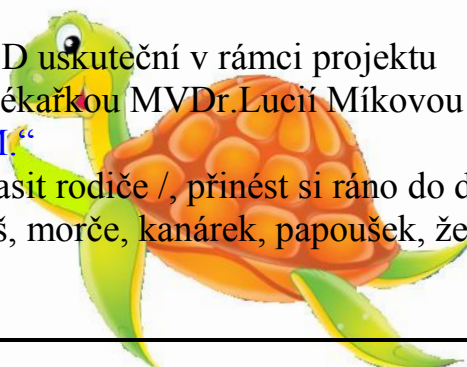 D uskuteční v rámci projektu
ékařkou MVDr.Lucií Míkovou
M.“
asit rodiče /, přinést si ráno do d
š, morče, kanárek, papoušek, že